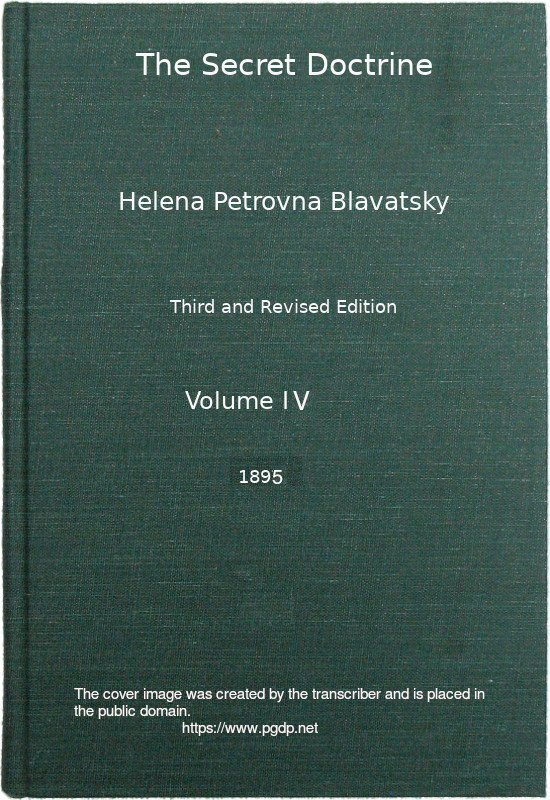 The Secret Doctrine
Helena Petrovna Blavatsky
Third and Revised Edition
Volume IV
1895
The cover image was created by the transcriber and is placed in
the public domain.
https://www.pgdp.net